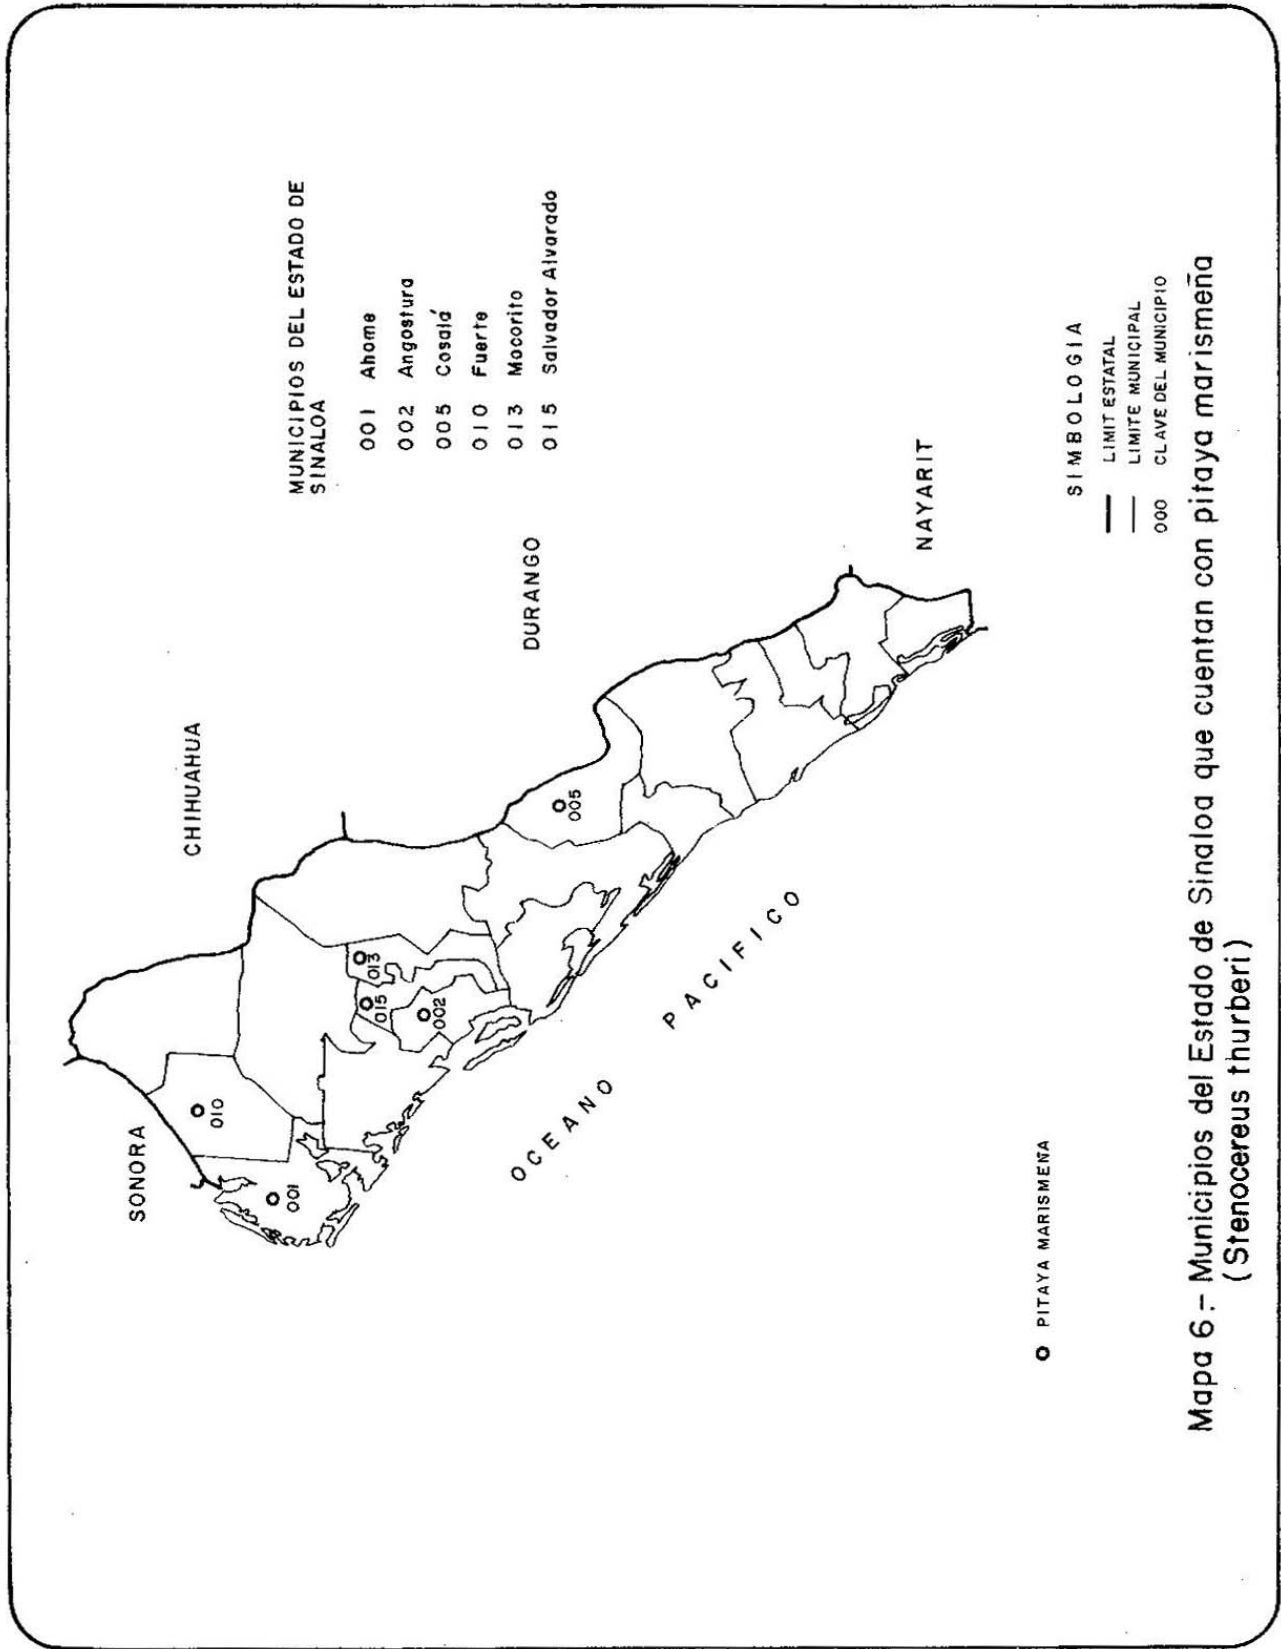 MUNICIPIOS DEL ESTADO DE
SINALOA
001 Ahome
002 Angostura
005 Cosalá
010 Fuerte
013 Mocorito
015 Salvador Alvarado
CHIHUAHUA
SONORA
DURANGO
NAYARIT
010
001
013
015
002
005
OCEANO PACIFICO
SIMBOLOGIA
LIMIT ESTATAL
LIMITE MUNICIPAL
000 CLAVE DEL MUNICIPIO
PITAYA MARISMEÑA
Mapa 6.- Municipios del Estado de Sinaloa que cuentan con pitaya marismeña
(Stenocereus thurberi)